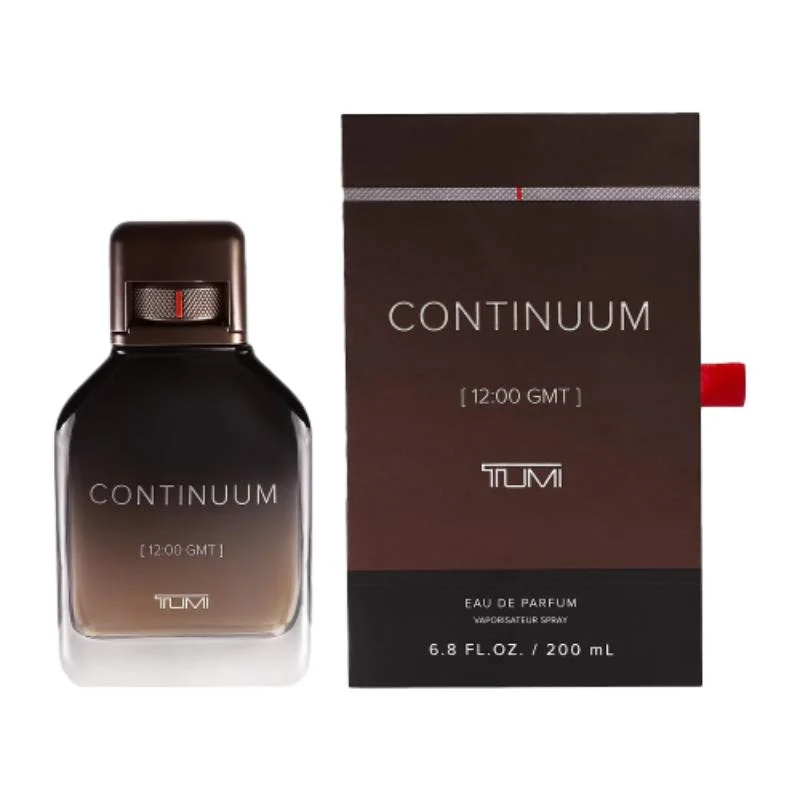 CONTINUUM
[ 12:00 GMT ]
TUMI
CONTINUUM
[ 12:00 GMT ]
TUMI
EAU DE PARFUM
VAPORISATEUR SPRAY
6.8 FL.OZ. / 200 mL